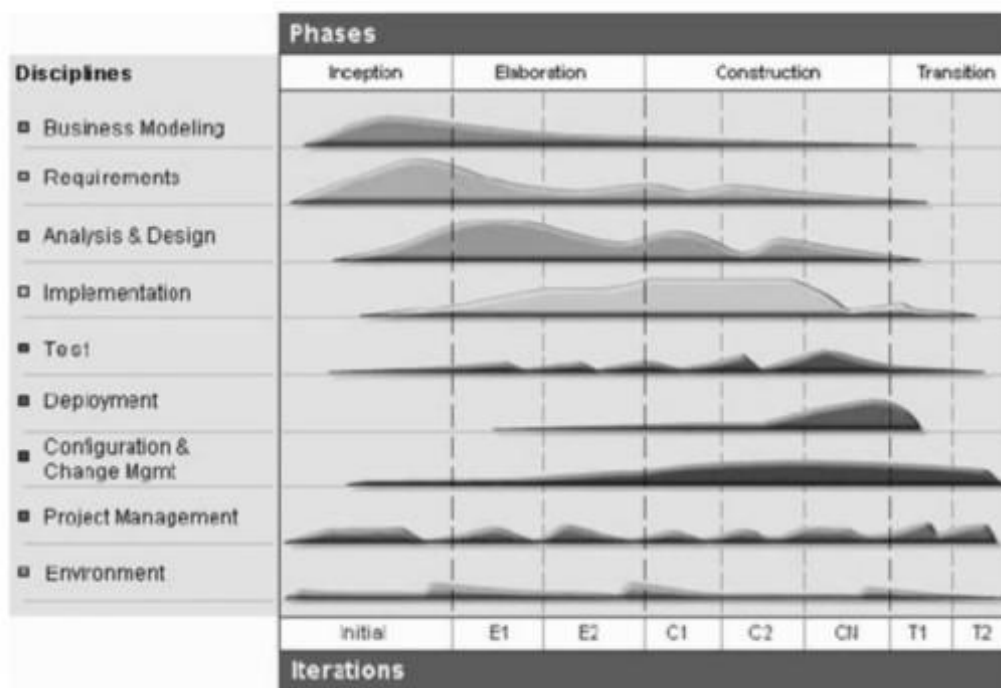 Phases
Disciplines
Inception
Elaboration
Construction
Transition
Business Modeling
Requirements
Analysis & Design
Implementation
Test
Deployment
Configuration &
Change Mgmt
Project Management
Environment
Initial
E1
E2
C1
C2
CN
T1
T2
Iterations